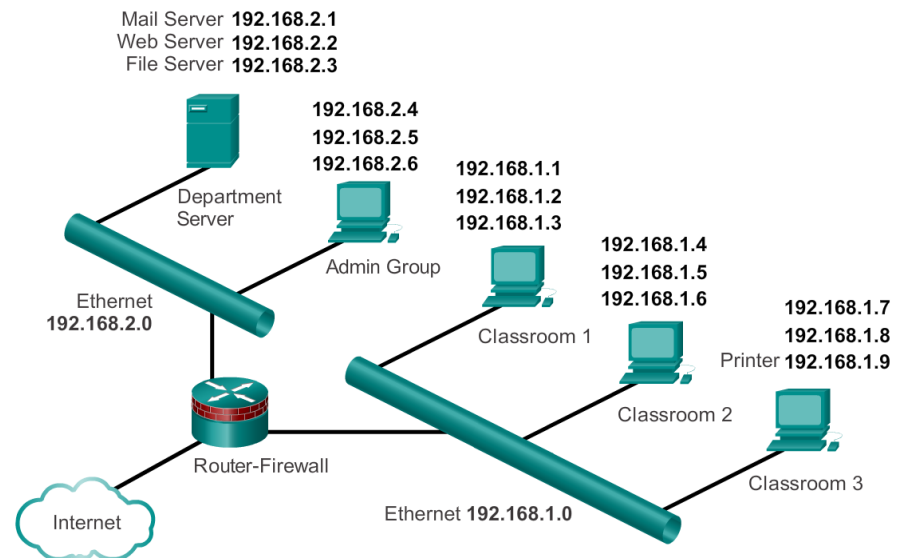 Mail Server 192.168.2.1
Web Server 192.168.2.2
File Server 192.168.2.3
192.168.2.4
192.168.2.5
192.168.2.6
Department
Server
Admin Group
192.168.1.1
192.168.1.2
192.168.1.3
Classroom 1
192.168.1.4
192.168.1.5
192.168.1.6
Classroom 2
192.168.1.7
192.168.1.8
Printer 192.168.1.9
Classroom 3
Ethernet
192.168.2.0
Router-Firewall
Internet
Ethernet 192.168.1.0